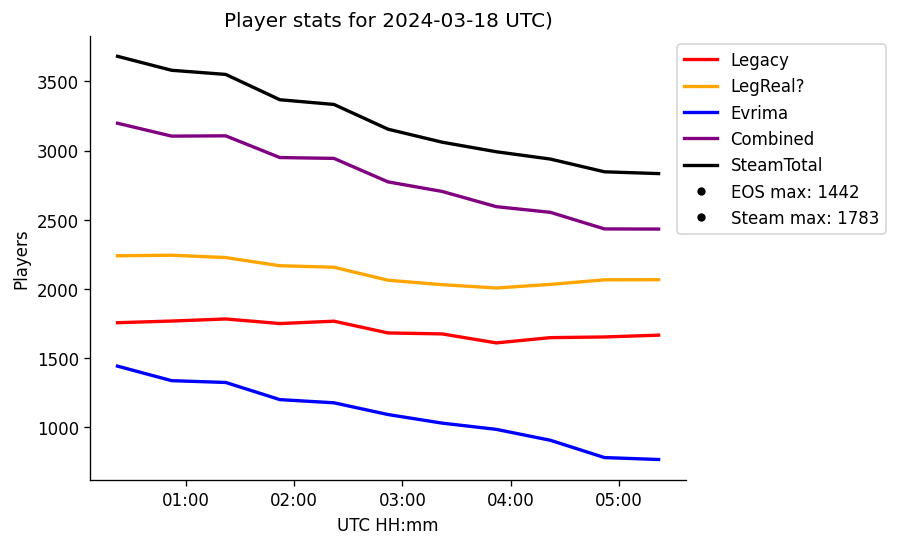 Player stats for 2024-03-18 UTC)
Players
3500
3000
2500
2000
1500
1000
01:00 02:00 03:00 04:00 05:00
UTC HH:mm
Legacy
LegReal?
Evrima
Combined
SteamTotal
EOS max: 1442
Steam max: 1783